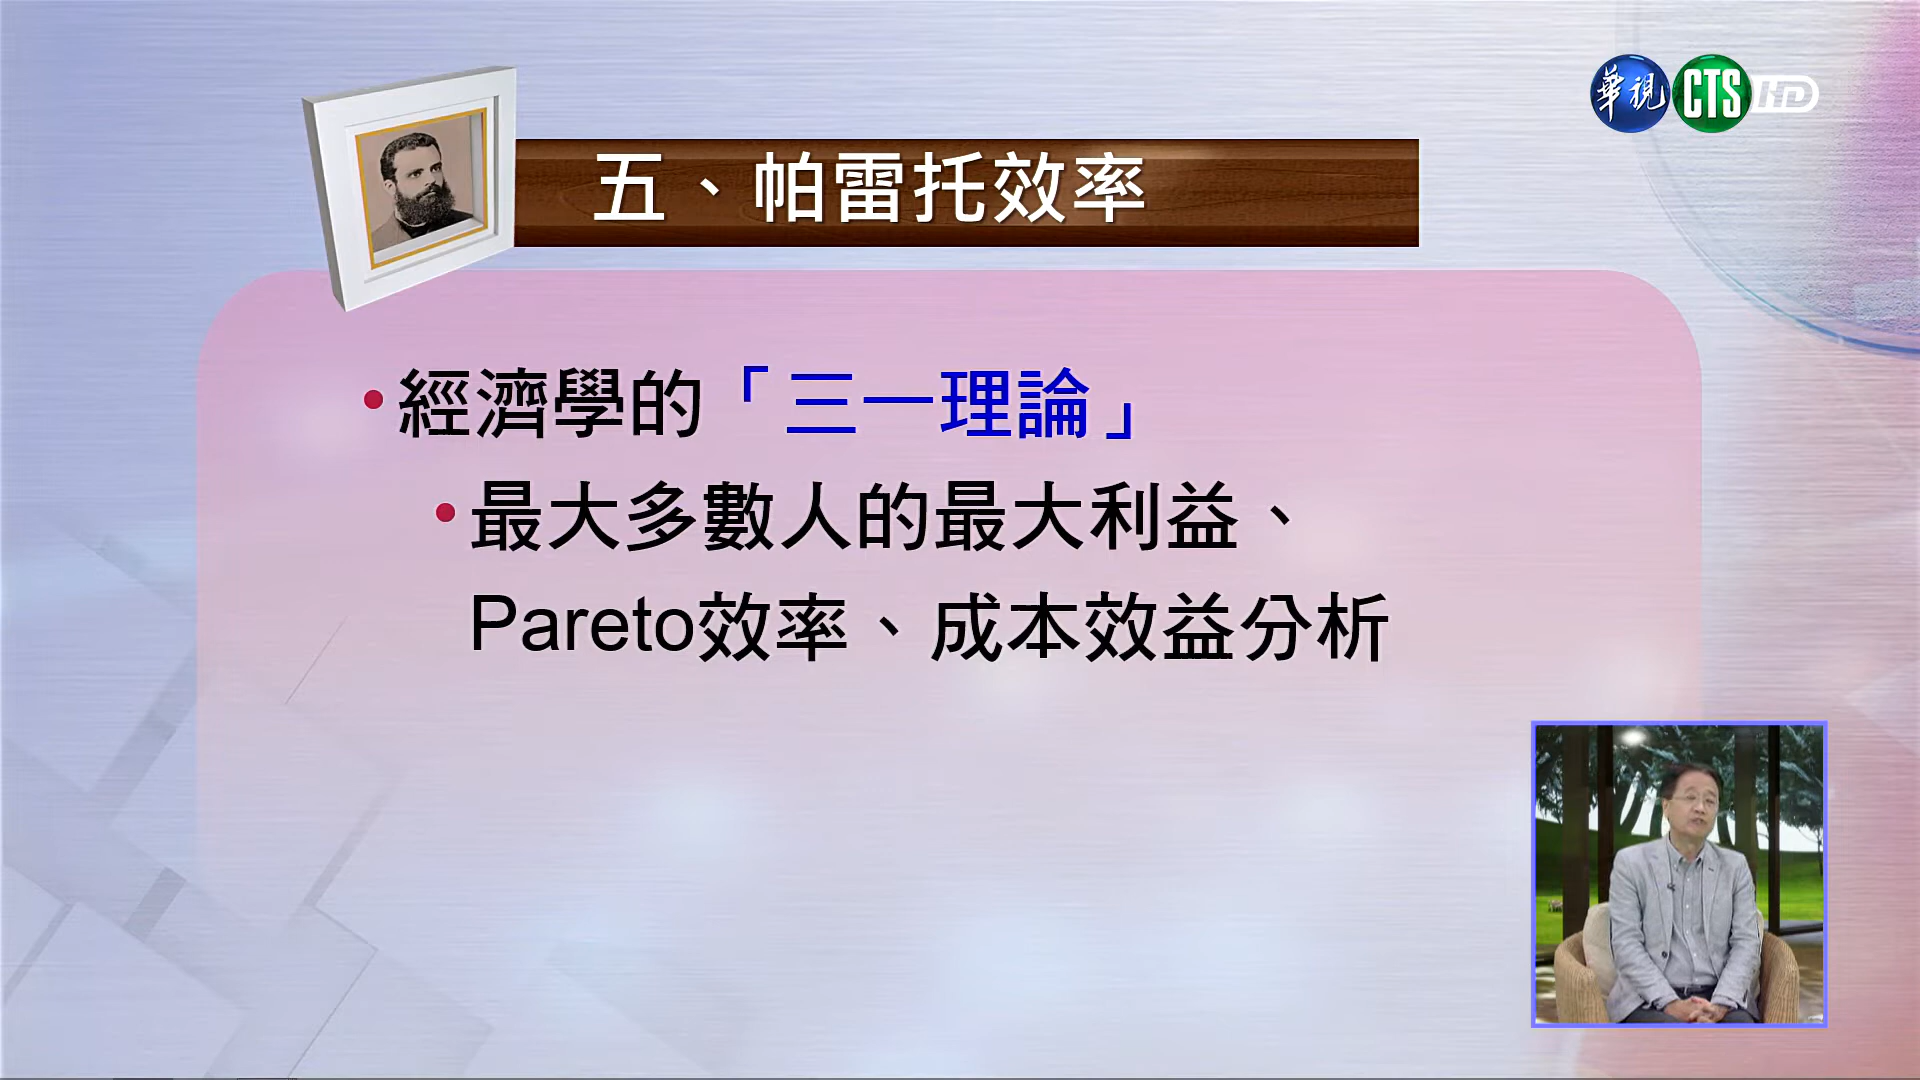 華視 CTS HD
五、帕雷托效率
•經濟學的「三一理論」
•最大多數人的最大利益、
Pareto效率、成本效益分析